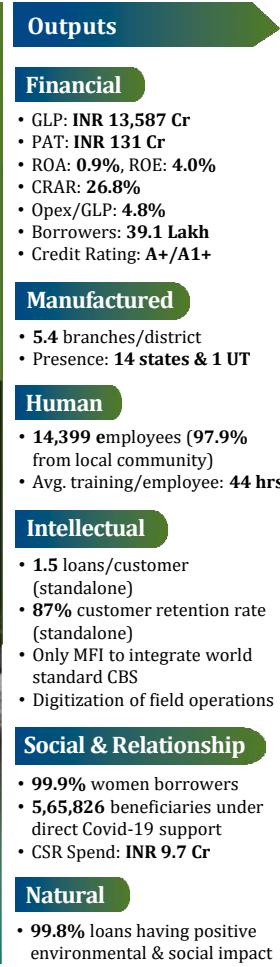 Outputs
Financial
• GLP: INR 13,587 Cr
• PAT: INR 131 Cr
• ROA: 0.9%, ROE: 4.0%
• CRAR: 26.8%
• Opex/GLP: 4.8%
• Borrowers: 39.1 Lakh
• Credit Rating: A+/A1+
Manufactured
• 5.4 branches/district
• Presence: 14 states & 1 UT
Human
• 14,399 employees (97.9%
from local community)
• Avg. training/employee: 44 hrs
Intellectual
• 1.5 loans/customer
(standalone)
• 87% customer retention rate
(standalone)
• Only MFI to integrate world
standard CBS
• Digitization of field operations
Social & Relationship
• 99.9% women borrowers
• 5,65,826 beneficiaries under
direct Covid-19 support
• CSR Spend: INR 9.7 Cr
Natural
• 99.8% loans having positive
environmental & social impact